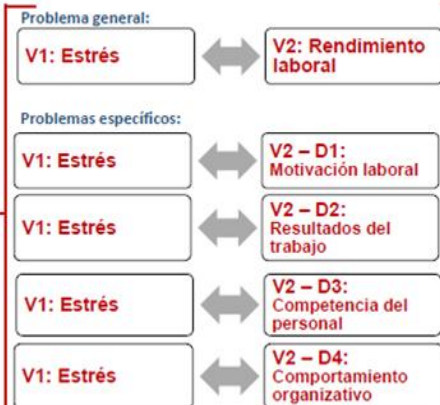 Problema general:
V1: Estrés
V2: Rendimiento
laboral
Problemas específicos:
V1: Estrés
V2 – D1:
Motivación laboral
V1: Estrés
V2 – D2:
Resultados del
trabajo
V1: Estrés
V2 – D3:
Competencia del
personal
V1: Estrés
V2 – D4:
Comportamiento
organizativo